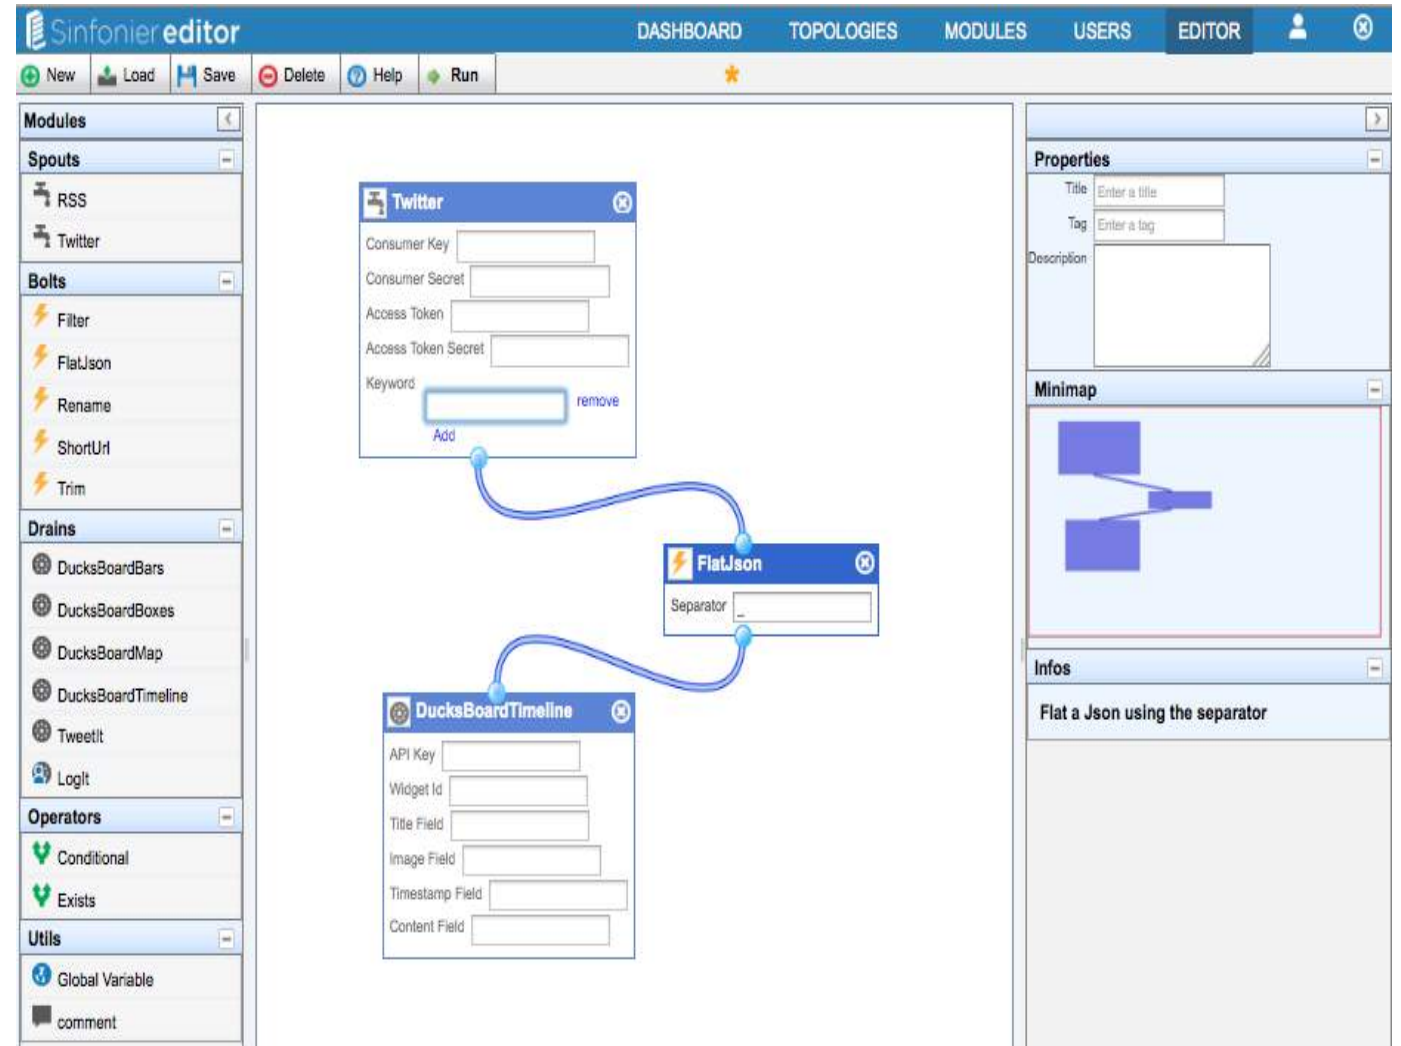 Sinfonier editor
DASHBOARD TOPOLOGIES MODULES USERS EDITOR
New Load Save Delete Help Run
Modules
Spouts
RSS
Twitter
Bolts
Filter
FlatJson
Rename
ShortUrl
Trim
Drains
DucksBoardBars
DucksBoardBoxes
DucksBoardMap
DucksBoardTimeline
TweetIt
LogIt
Operators
Conditional
Exists
Utils
Global Variable
comment
Twitter
Consumer Key
Consumer Secret
Access Token
Access Token Secret
Keyword
remove
Add
FlatJson
Separator _
DucksBoardTimeline
API Key
Widget Id
Title Field
Image Field
Timestamp Field
Content Field
Properties
Title Enter a title
Tag Enter a tag
Description
Minimap
Infos
Flat a Json using the separator